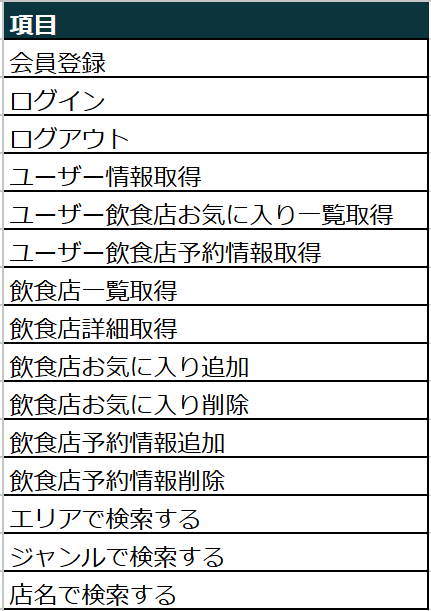 項目
会員登録
ログイン
ログアウト
ユーザー情報取得
ユーザー飲食店お気に入り一覧取得
ユーザー飲食店予約情報取得
飲食店一覧取得
飲食店詳細取得
飲食店お気に入り追加
飲食店お気に入り削除
飲食店予約情報追加
飲食店予約情報削除
エリアで検索する
ジャンルで検索する
店名で検索する